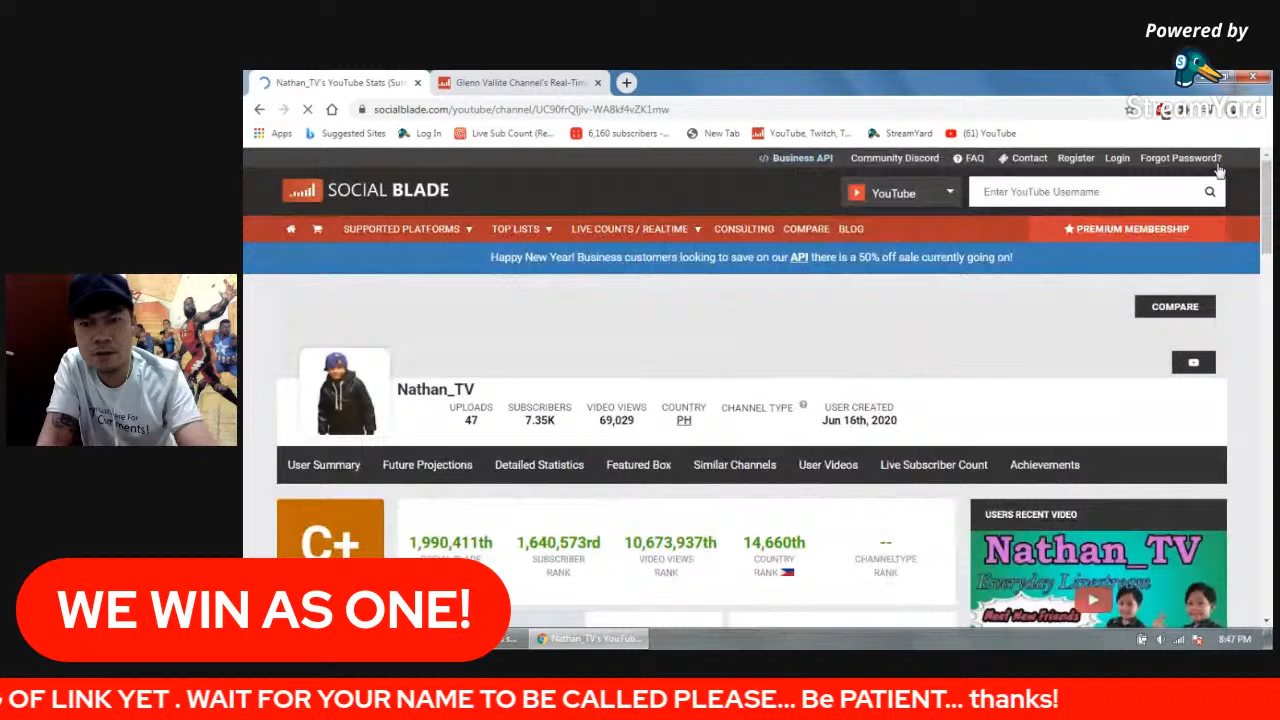 Powered by
StreamYard
Nathan_TV's YouTube Stats (Sum
Glenn Vallite Channel's Real-Tim
socialblade.com/youtube/channel/UC90frQljIv-WA8kf4vZK1mw
Apps
Suggested Sites
Log In
Live Sub Count (Re...
6,160 subscribers -...
New Tab
YouTube, Twitch, T...
StreamYard
(61) YouTube
Business API
Community Discord
FAQ
Contact
Register
Login
Forgot Password?
SOCIAL BLADE
YouTube
Enter YouTube Username
SUPPORTED PLATFORMS
TOP LISTS
LIVE COUNTS / REALTIME
CONSULTING
COMPARE
BLOG
PREMIUM MEMBERSHIP
Happy New Year! Business customers looking to save on our API there is a 50% off sale currently going on!
COMPARE
Nathan_TV
UPLOADS
47
SUBSCRIBERS
7.35K
VIDEO VIEWS
69,029
COUNTRY
PH
CHANNEL TYPE
USER CREATED
Jun 16th, 2020
User Summary
Future Projections
Detailed Statistics
Featured Box
Similar Channels
User Videos
Live Subscriber Count
Achievements
C+
1,990,411th
SOCIAL BLADE
1,640,573rd
SUBSCRIBER
RANK
10,673,937th
VIDEO VIEWS
RANK
14,660th
COUNTRY
RANK
--
CHANNELTYPE
RANK
USERS RECENT VIDEO
Nathan_TV
Everyday Livestream
Meet New Friends
Here For
WE WIN AS ONE!
Nathan_TV's YouTub...
8:47 PM
OF LINK YET . WAIT FOR YOUR NAME TO BE CALLED PLEASE... Be PATIENT... thanks!